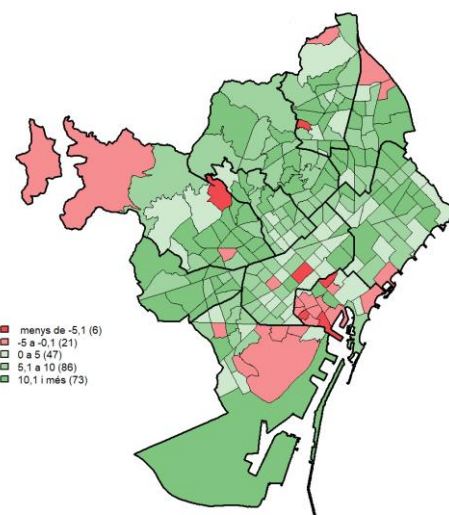 menys de -5,1 (6)
-5 a -0,1 (21)
0 a 5 (47)
5,1 a 10 (86)
10,1 i més (73)